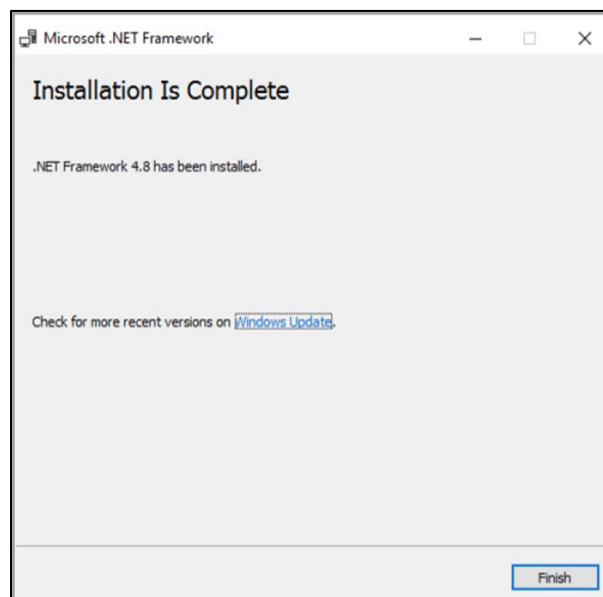 Microsoft .NET Framework
Installation Is Complete
.NET Framework 4.8 has been installed.
Check for more recent versions on Windows Update.
Finish